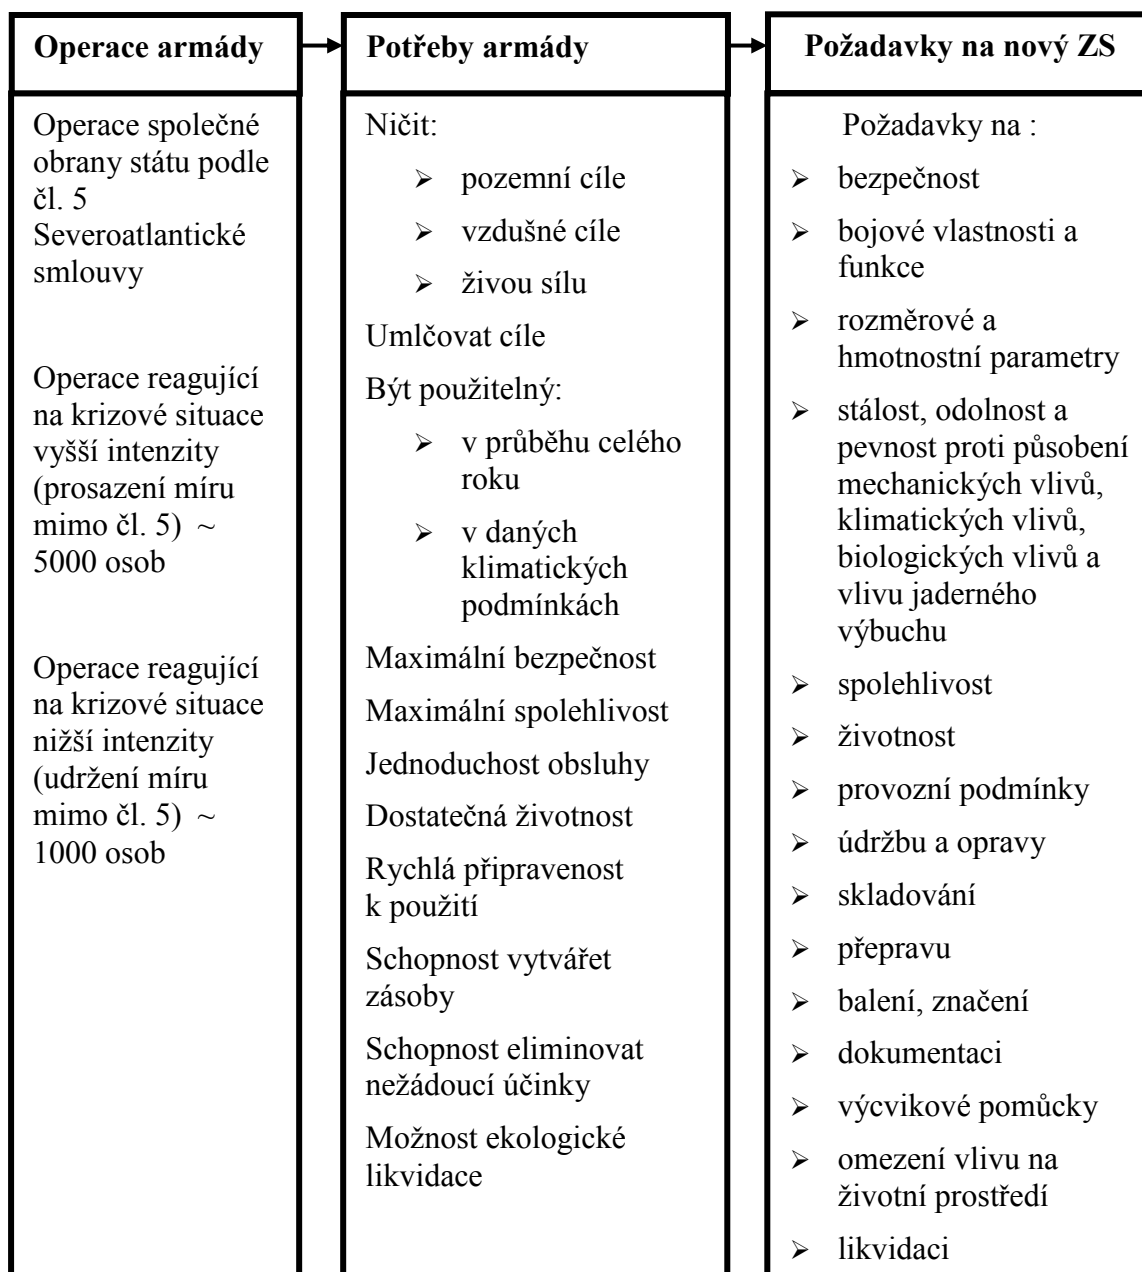 Operace armády
Operace společné
obrany státu podle
čl. 5
Severoatlantické
smlouvy
Operace reagující
na krizové situace
vyšší intenzity
(prosazení míru
mimo čl. 5) ~
5000 osob
Operace reagující
na krizové situace
nižší intenzity
(udržení míru
mimo čl. 5) ~
1000 osob
Potřeby armády
Ničit:
➢ pozemní cíle
➢ vzdušné cíle
➢ živou sílu
Umlčovat cíle
Být použitelný:
➢ v průběhu celého
roku
➢ v daných
klimatických
podmínkách
Maximální bezpečnost
Maximální spolehlivost
Jednoduchost obsluhy
Dostatečná životnost
Rychlá připravenost
k použití
Schopnost vytvářet
zásoby
Schopnost eliminovat
nežádoucí účinky
Možnost ekologické
likvidace
Požadavky na nový ZS
Požadavky na :
➢ bezpečnost
➢ bojové vlastnosti a
funkce
➢ rozměrové a
hmotnostní parametry
➢ stálost, odolnost a
pevnost proti působení
mechanických vlivů,
klimatických vlivů,
biologických vlivů a
vlivu jaderného
výbuchu
➢ spolehlivost
➢ životnost
➢ provozní podmínky
➢ údržbu a opravy
➢ skladování
➢ přepravu
➢ balení, značení
➢ dokumentaci
➢ výcvikové pomůcky
➢ omezení vlivu na
životní prostředí
➢ likvidaci